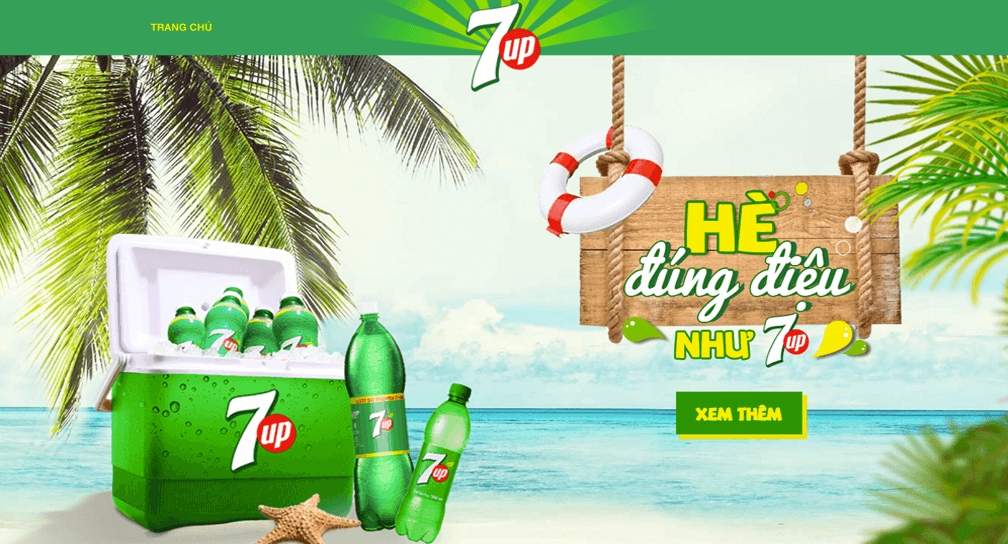 TRANG CHỦ
7up
HÈ
đúng điệu
NHƯ 7up
XEM THÊM
7up
7up
7up